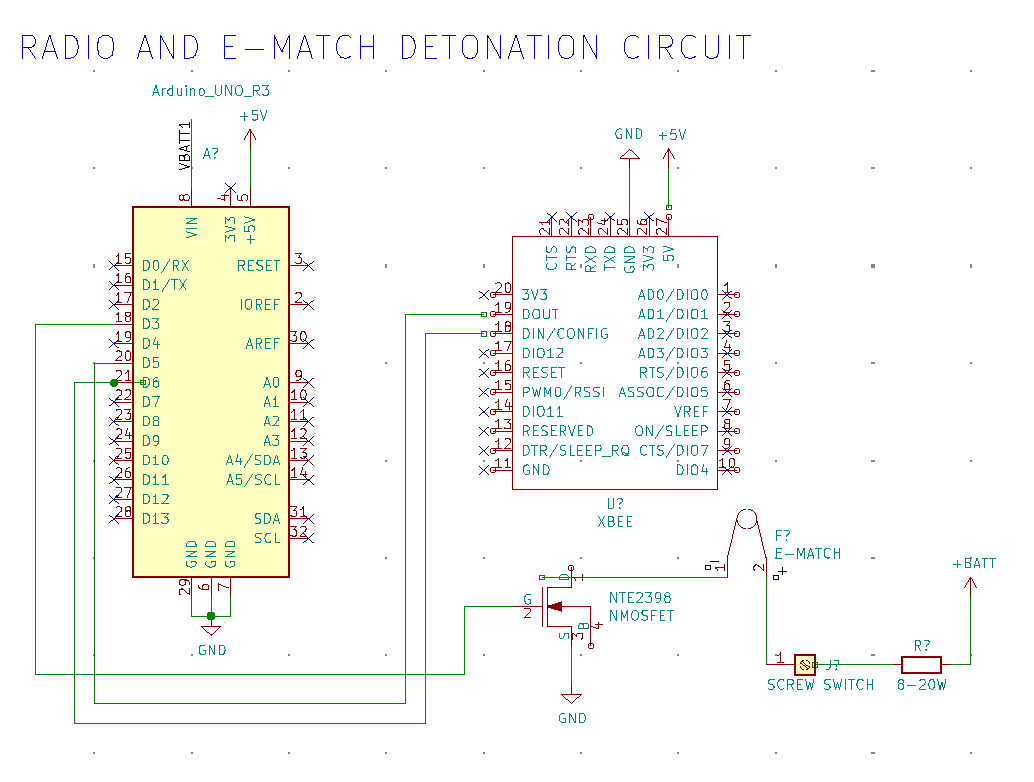 RADIO AND E-MATCH DETONATION CIRCUIT
Arduino_UNO_R3
+5V
VBATT1
A?
8
4
5
VIN
3V3
+5V
15 D0/RX
16 D1/TX
17 D2
18 D3
19 D4
20 D5
21 D6
22 D7
23 D8
24 D9
25 D10
26 D11
27 D12
28 D13
RESET 3
IOREF 2
AREF 30
A0 9
A1 10
A2 11
A3 12
A4/SDA 13
A5/SCL 14
SDA 31
SCL 32
GND GND GND
29 6 7
GND
GND
+5V
21 22 23 24 25 26 27
CTS RTS RXD TXD GND 3V3 5V
20 3V3
19 DOUT
18 DIN/CONFIG
17 DIO12
16 RESET
15 PWM0/RSSI
14 DIO11
13 RESERVED
12 DTR/SLEEP_RQ
11 GND
AD0/DIO0 1
AD1/DIO1 2
AD2/DIO2 3
AD3/DIO3 4
RTS/DIO6 5
ASSOC/DIO5 6
VREF 7
ON/SLEEP 8
CTS/DIO7 9
DIO4 10
U?
XBEE
F?
E-MATCH
- 1
2 +
D 1
G
2
S 3
B 4
NTE2398
NMOSFET
GND
+BATT
1
J?
SCREW SWITCH
R?
8-20W